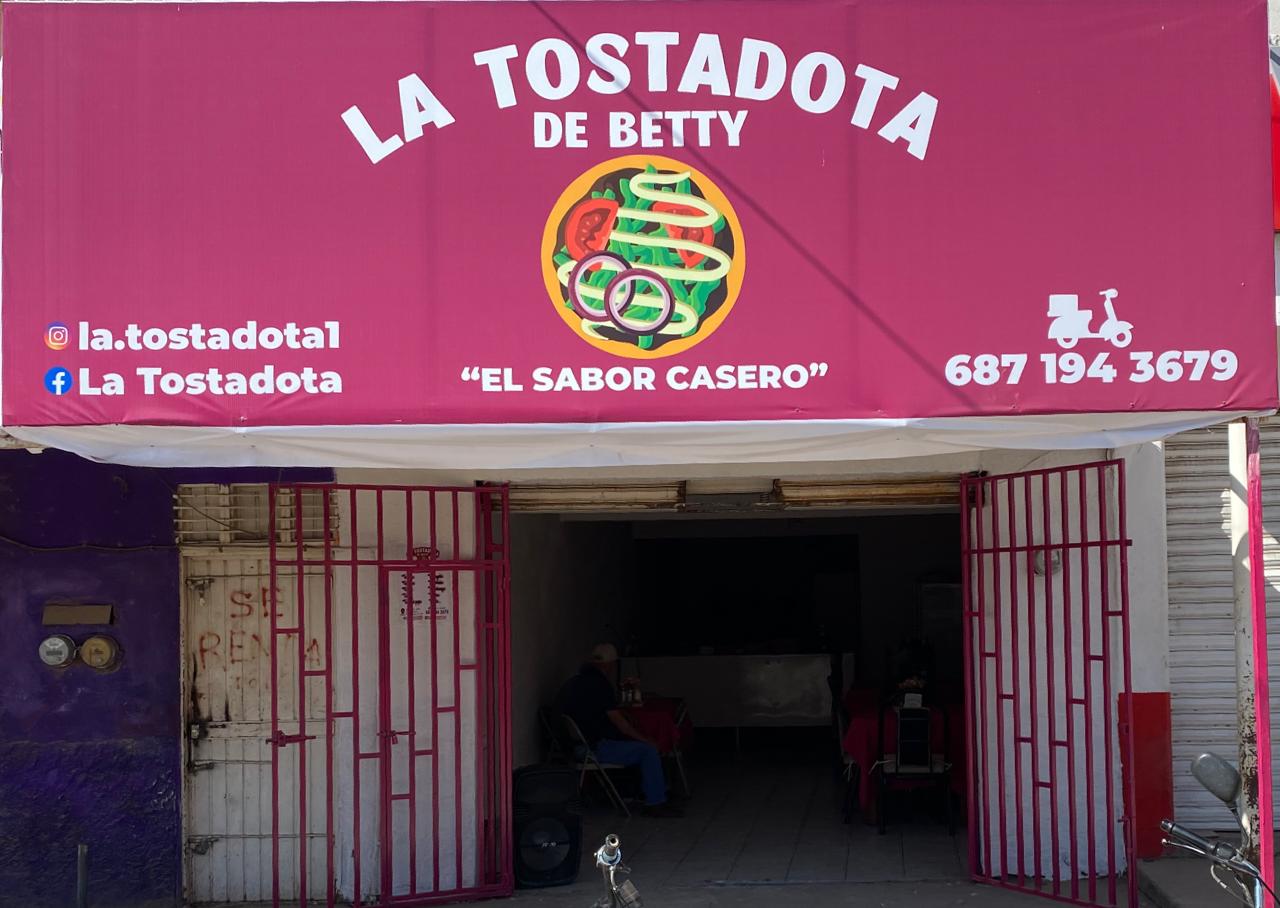 LA TOSTADOTA
DE BETTY
la.tostadota1
La Tostadota
"EL SABOR CASERO"
687 194 3679
SE
RENTA